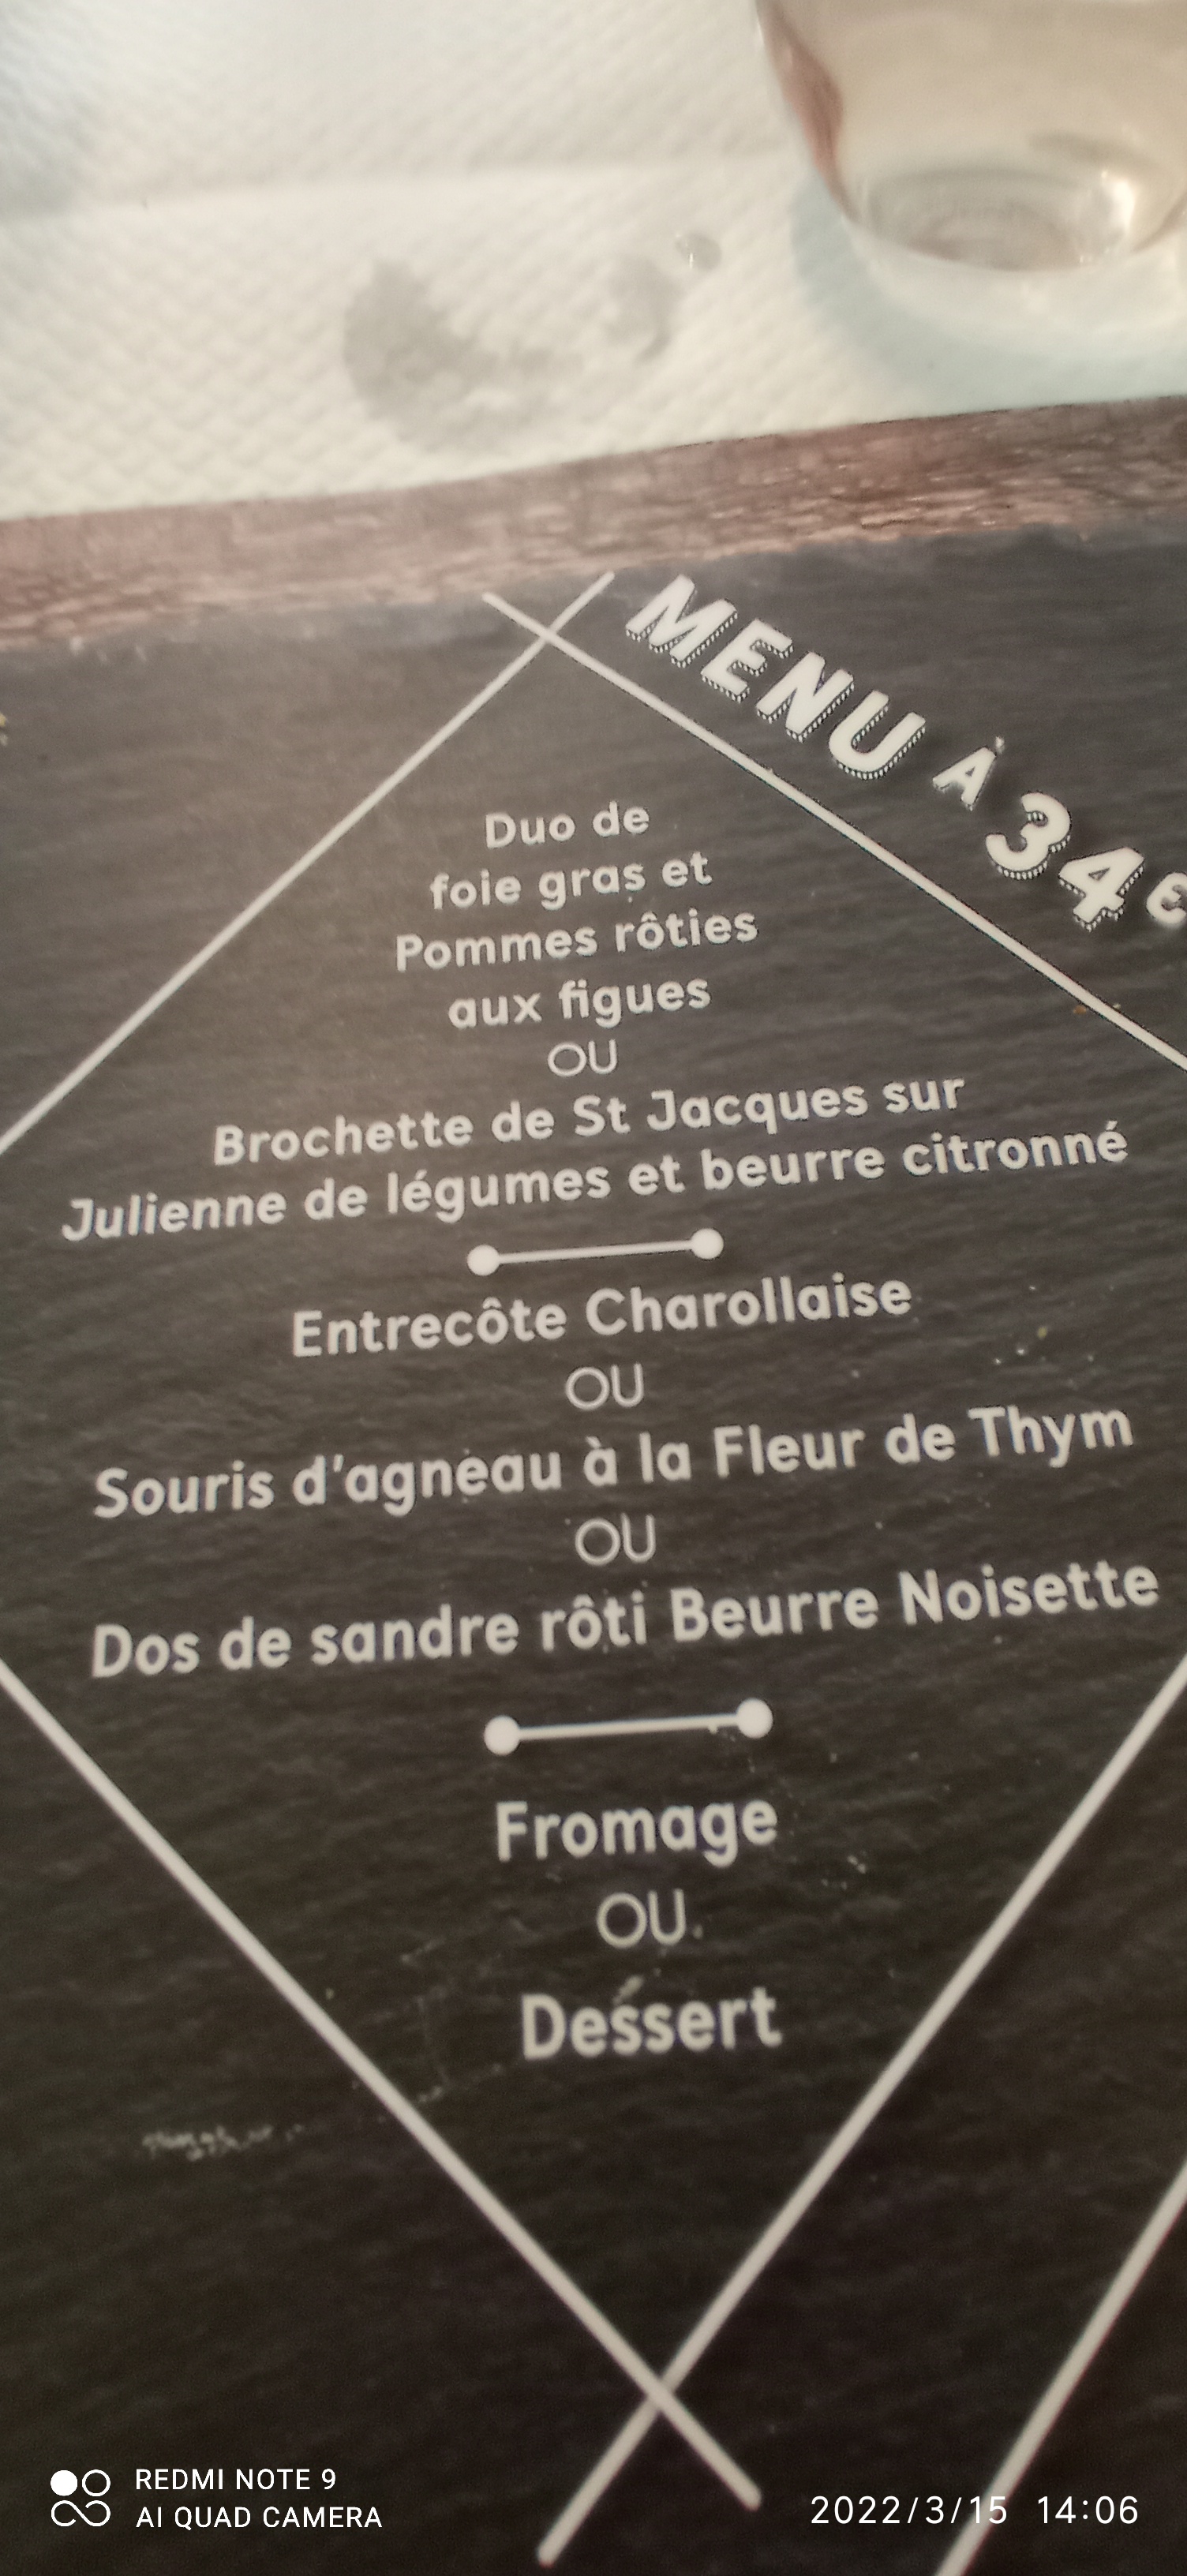 MENU À 34€
Duo de
foie gras et
Pommes rôties
aux figues
OU
Brochette de St Jacques sur
Julienne de légumes et beurre citronné
Entrecôte Charollaise
OU
Souris d'agneau à la Fleur de Thym
OU
Dos de sandre rôti Beurre Noisette
Fromage
OU
Dessert
REDMI NOTE 9
AI QUAD CAMERA
2022/3/15 14:06